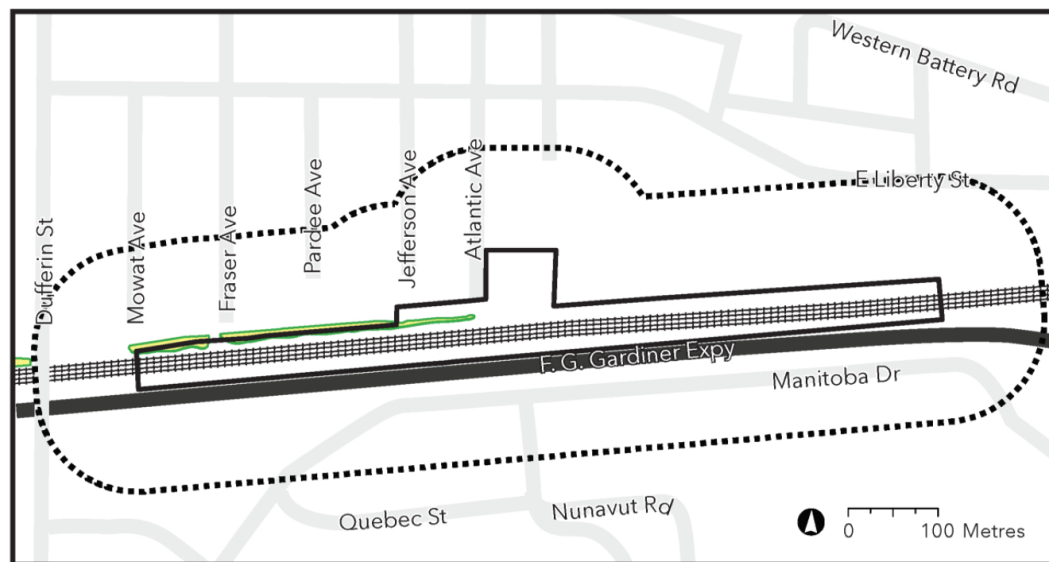 Western Battery Rd
E Liberty St
Dufferin St
Mowat Ave
Fraser Ave
Pardee Ave
Jefferson Ave
Atlantic Ave
F. G. Gardiner Expy
Manitoba Dr
Quebec St
Nunavut Rd
0 100 Metres